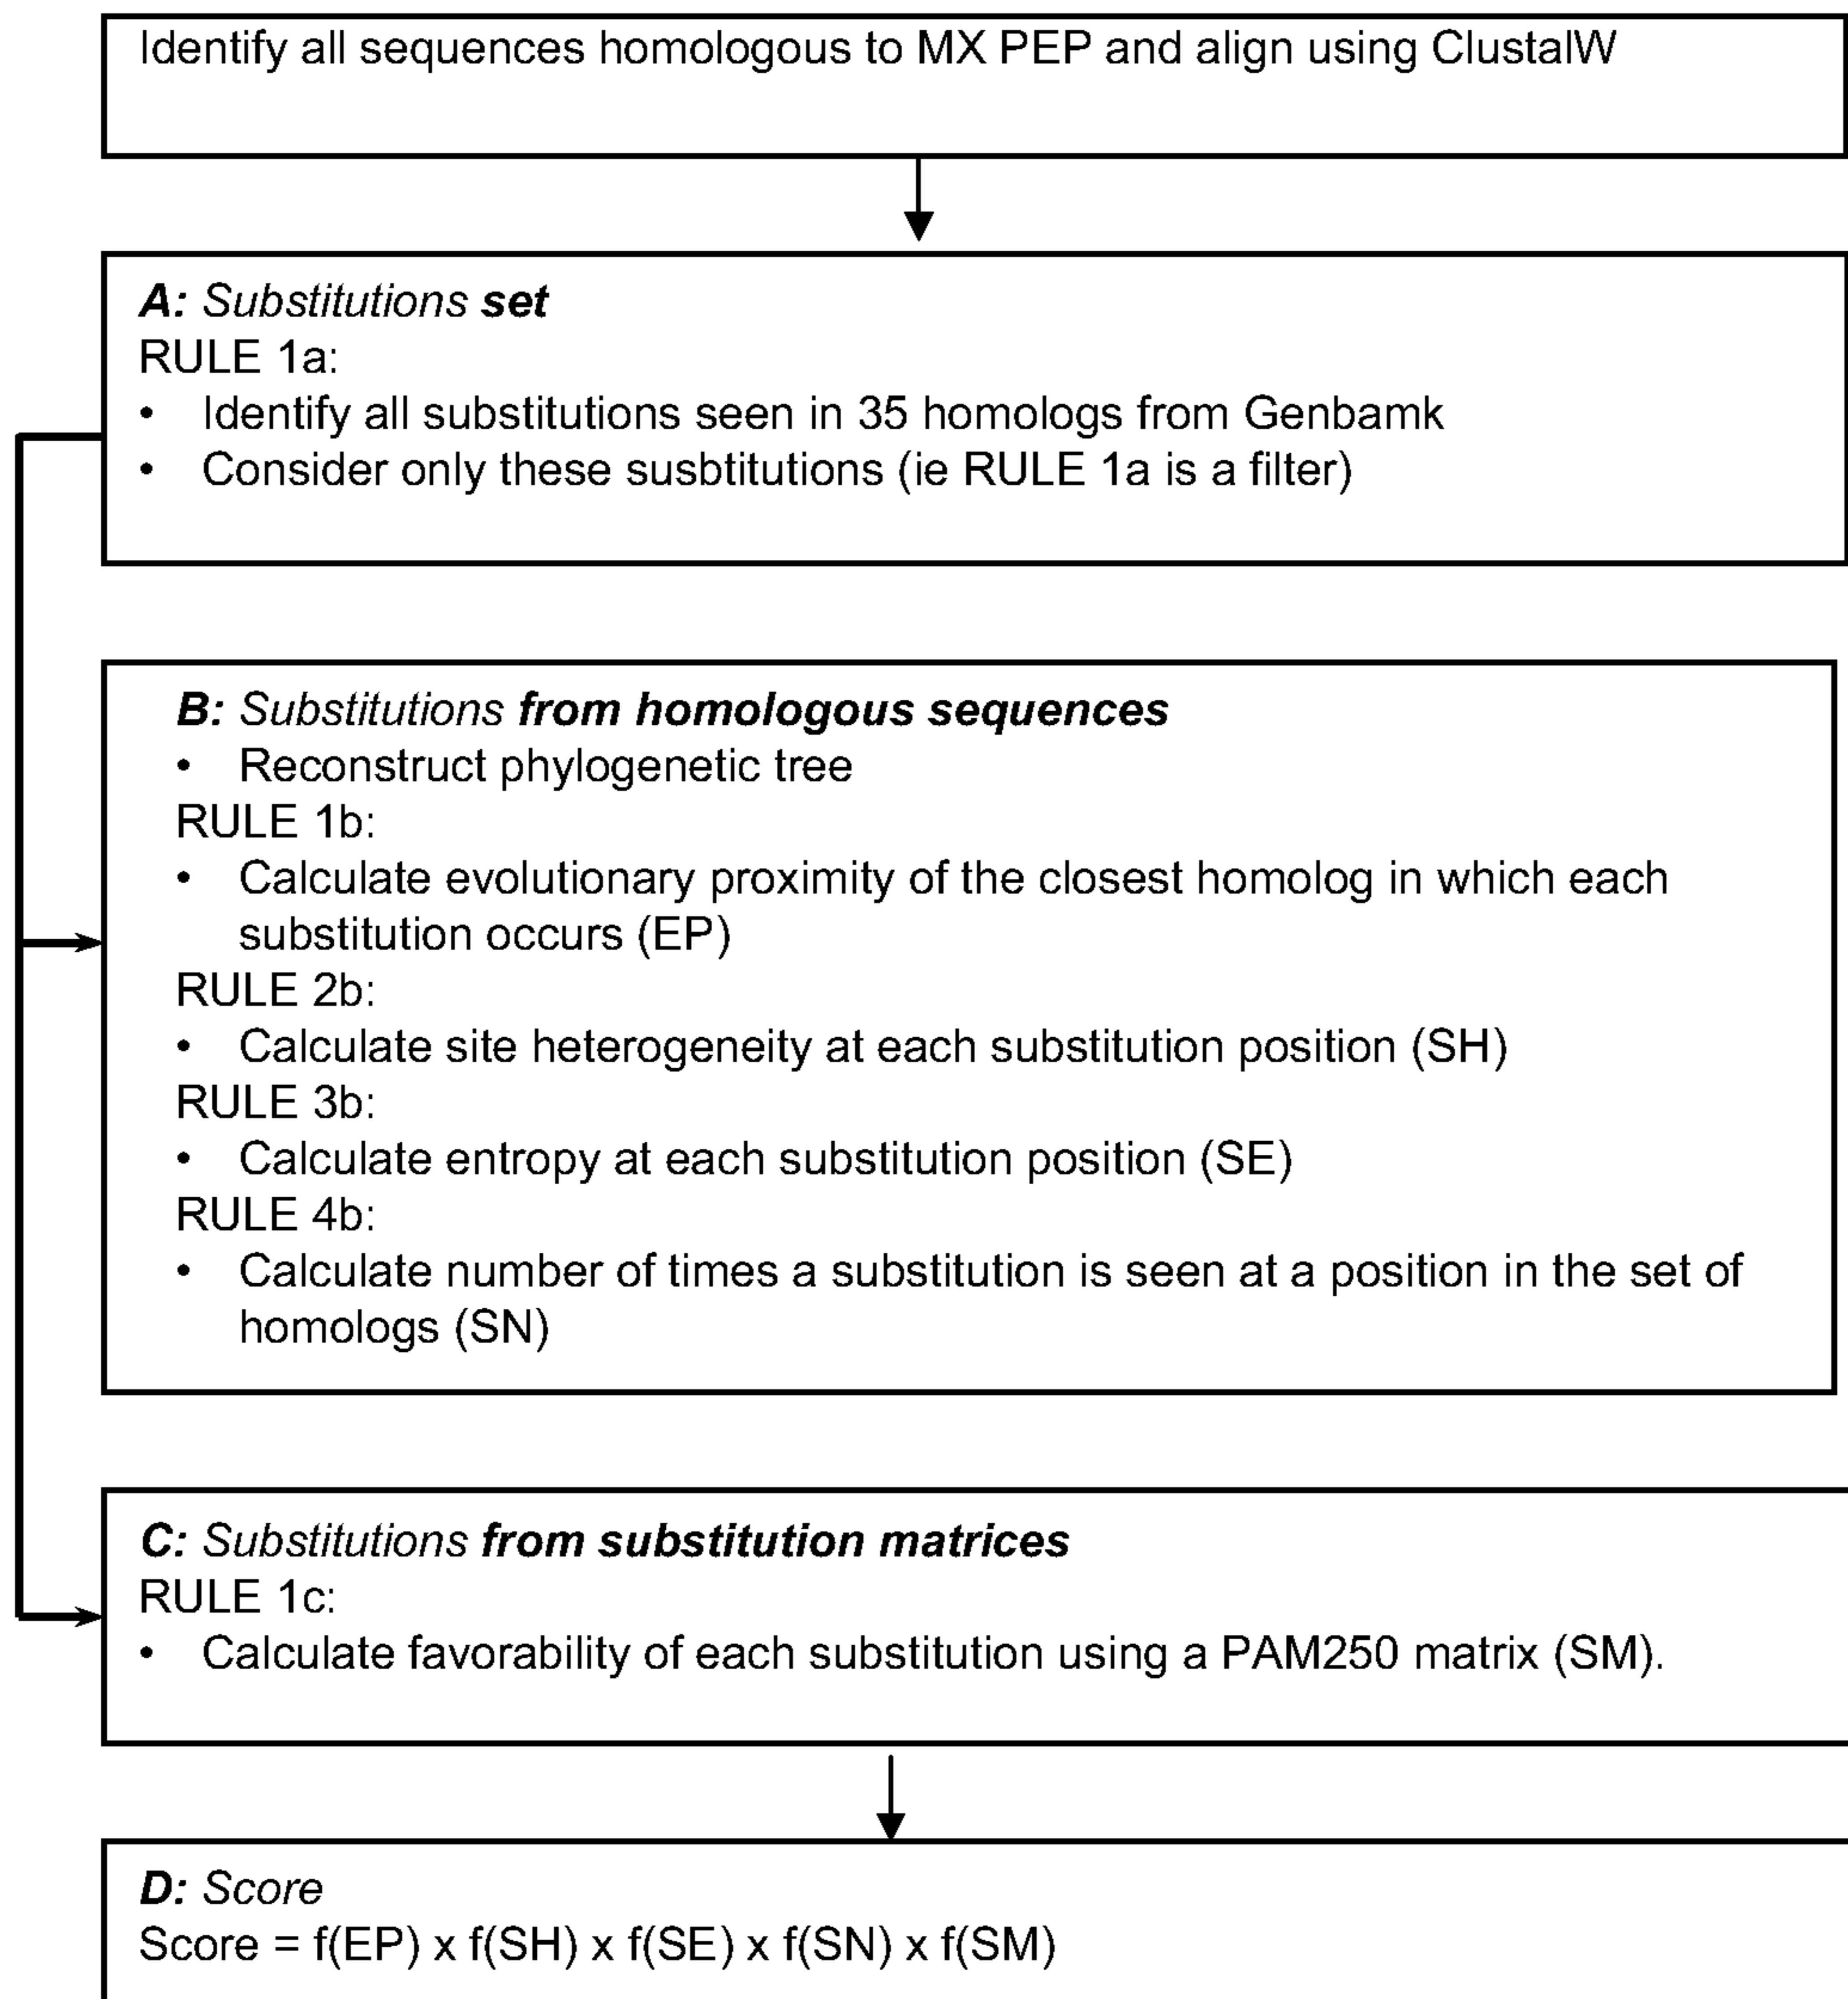 Identify all sequences homologous to MX PEP and align using ClustalW
A: Substitutions set
RULE 1a:
• Identify all substitutions seen in 35 homologs from Genbamk
• Consider only these susbtitutions (ie RULE 1a is a filter)
B: Substitutions from homologous sequences
• Reconstruct phylogenetic tree
RULE 1b:
• Calculate evolutionary proximity of the closest homolog in which each
substitution occurs (EP)
RULE 2b:
• Calculate site heterogeneity at each substitution position (SH)
RULE 3b:
• Calculate entropy at each substitution position (SE)
RULE 4b:
• Calculate number of times a substitution is seen at a position in the set of
homologs (SN)
C: Substitutions from substitution matrices
RULE 1c:
• Calculate favorability of each substitution using a PAM250 matrix (SM).
D: Score
Score = f(EP) x f(SH) x f(SE) x f(SN) x f(SM)